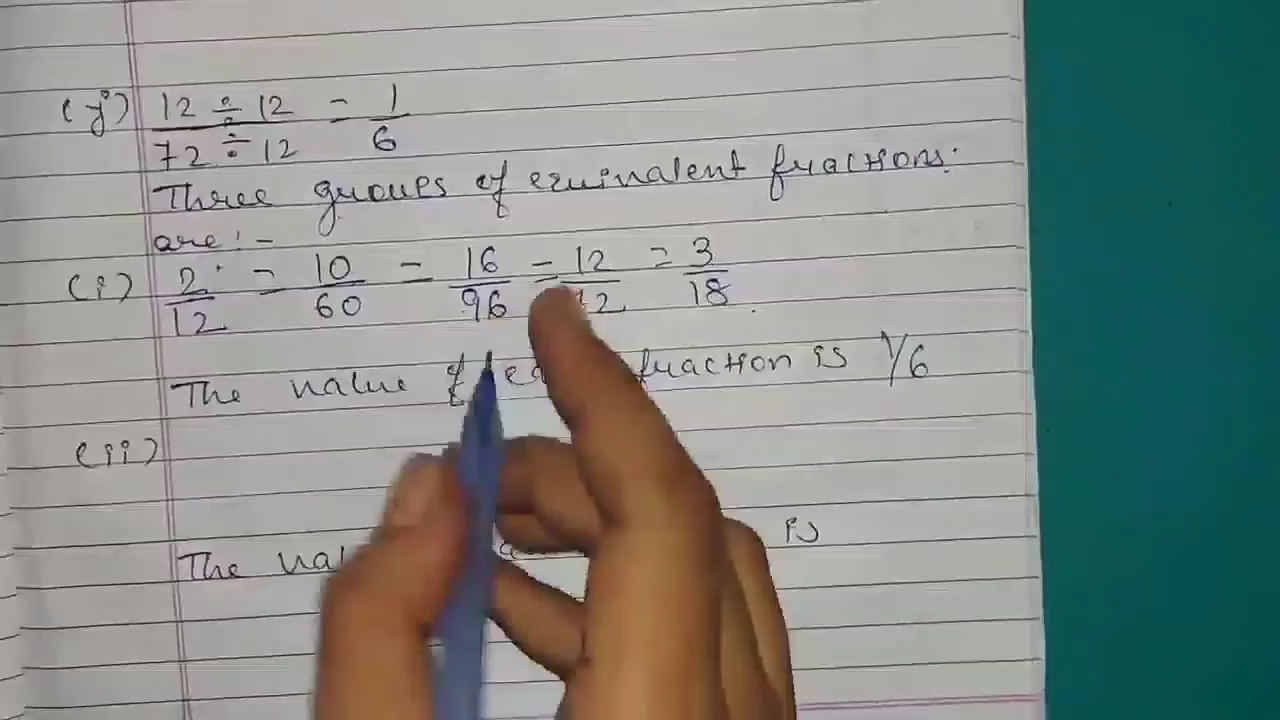 (y) 12 ÷ 12 / 72 ÷ 12 = 1/6
Three groups of equivalent fractions.
are:-
(i) 2/12 = 10/60 = 16/96 = 12/72 = 3/18
The value of fraction is 1/6
(ii)
The is